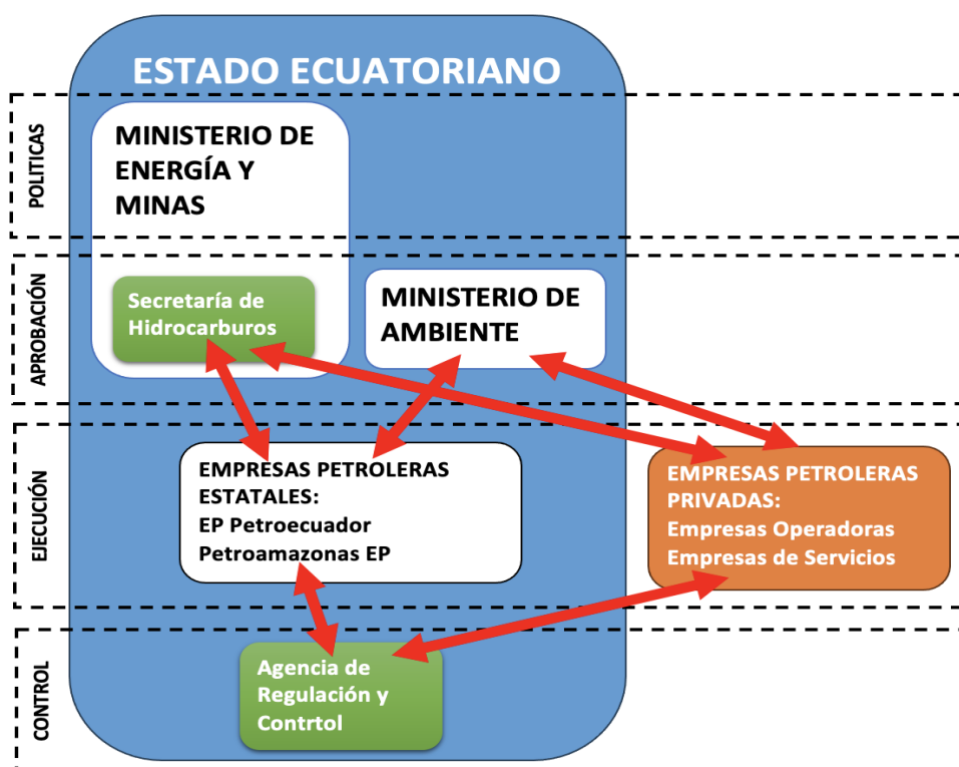 ESTADO ECUATORIANO
POLITICAS
MINISTERIO DE
ENERGÍA Y
MINAS
APROBACIÓN
Secretaría de
Hidrocarburos
MINISTERIO DE
AMBIENTE
EJECUCIÓN
EMPRESAS PETROLERAS
ESTATALES:
EP Petroecuador
Petroamazonas EP
EMPRESAS PETROLERAS
PRIVADAS:
Empresas Operadoras
Empresas de Servicios
CONTROL
Agencia de
Regulación y
Contrtol